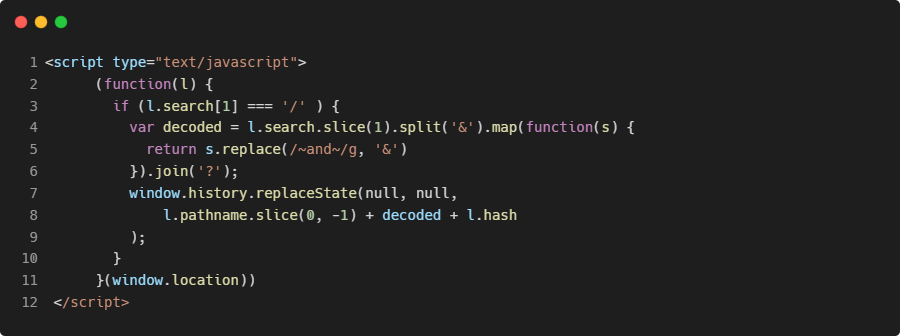 1 <script type="text/javascript">
2 (function(l) {
3 if (l.search[1] === '/' ) {
4 var decoded = l.search.slice(1).split('&').map(function(s) {
5 return s.replace(/~and~/g, '&')
6 }).join('?');
7 window.history.replaceState(null, null,
8 l.pathname.slice(0, -1) + decoded + l.hash
9 );
10 }
11 }(window.location))
12 </script>